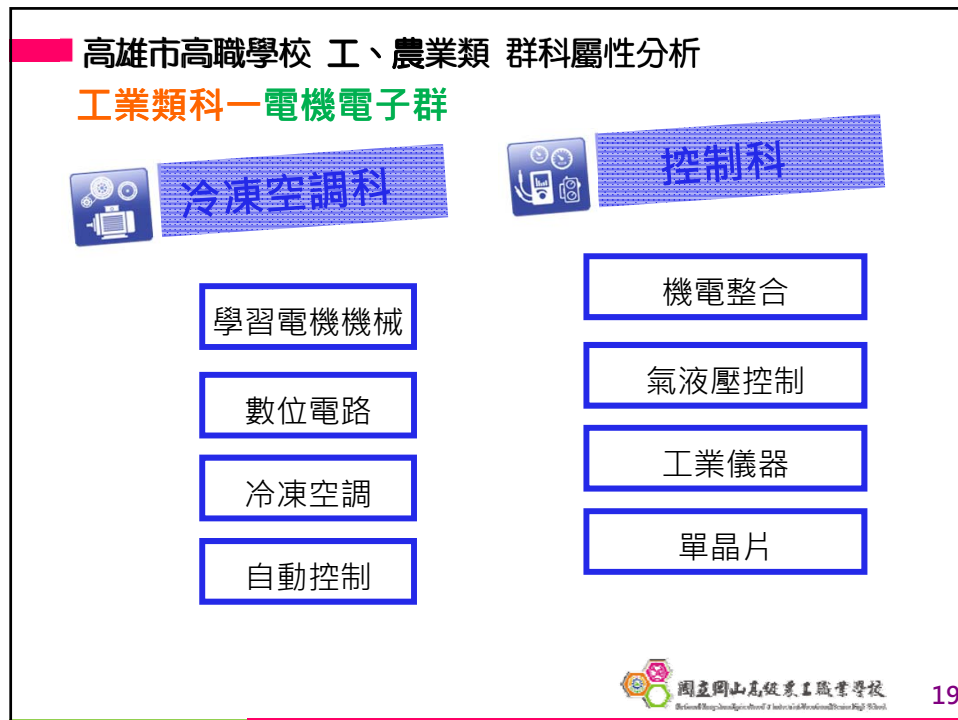 高雄市高職學校 工、農業類 群科屬性分析
工業類科－電機電子群
冷凍空調科
學習電機機械
數位電路
冷凍空調
自動控制
控制科
機電整合
氣液壓控制
工業儀器
單晶片
國立岡山高級農工職業學校
19